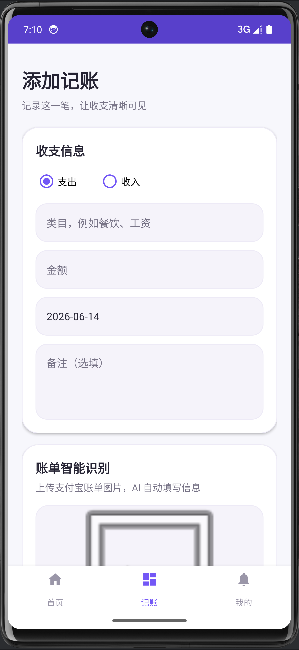 7:10
3G
添加记账
记录这一笔，让收支清晰可见
收支信息
支出
收入
类目，例如餐饮、工资
金额
2026-06-14
备注（选填）
账单智能识别
上传支付宝账单图片，AI 自动填写信息
首页
记账
我的